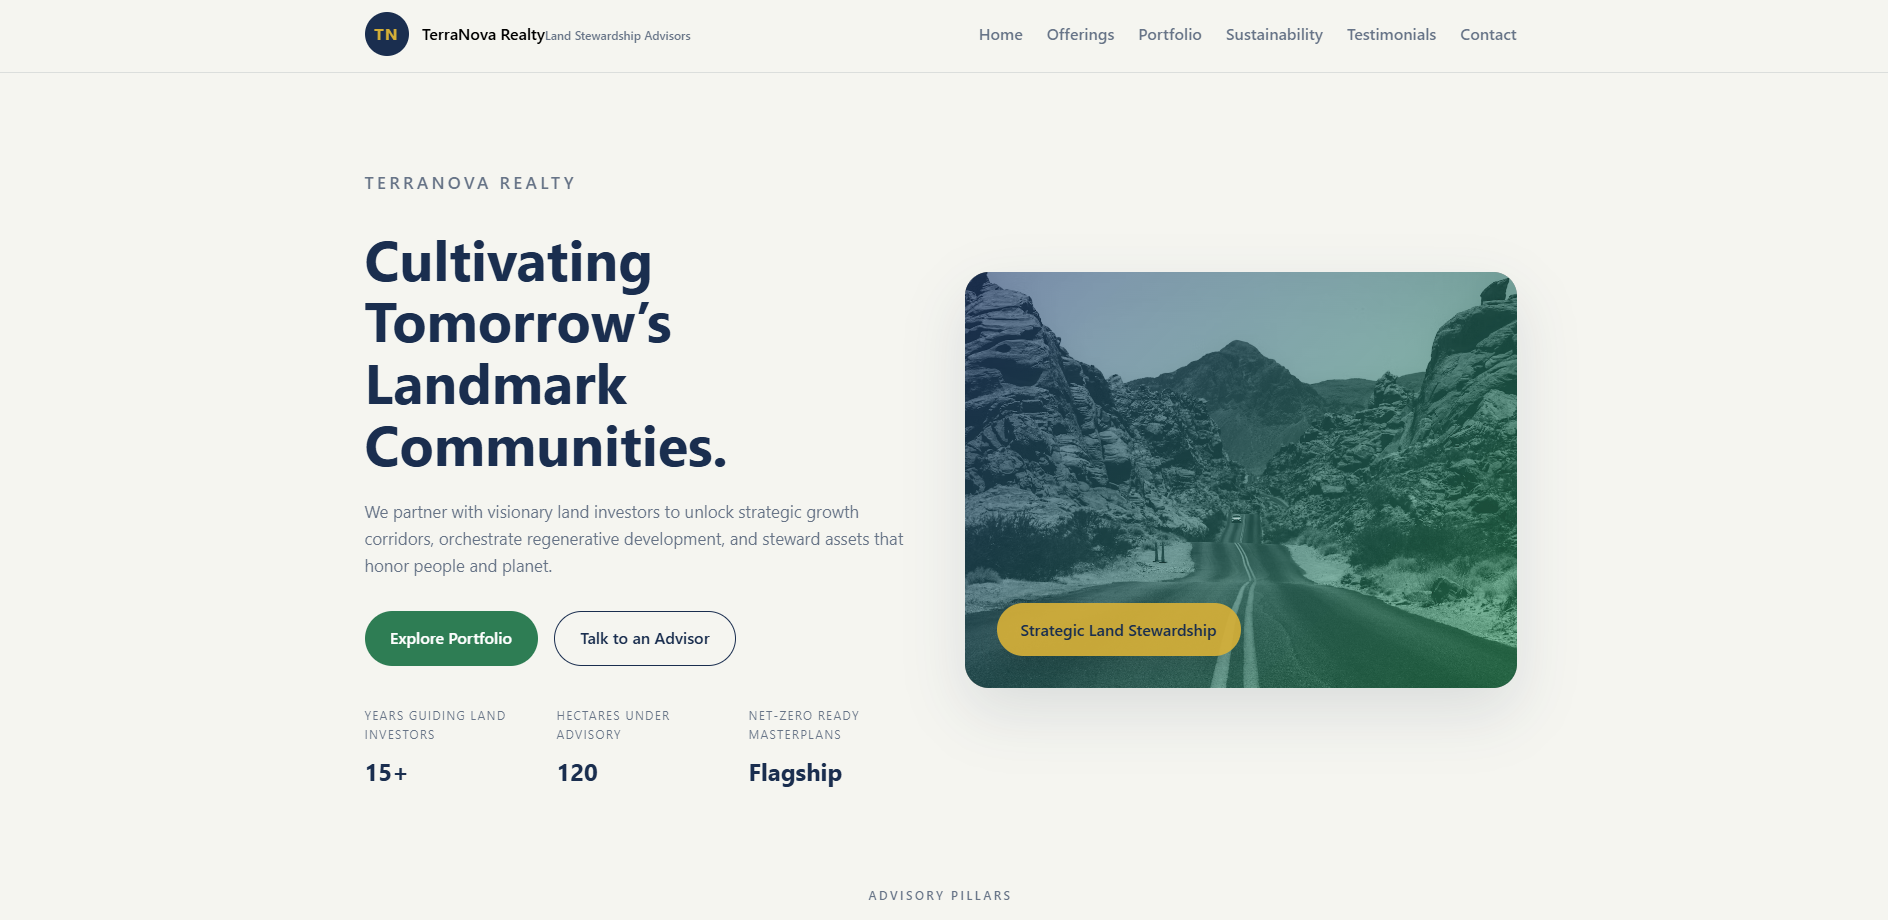 TN
TerraNova Realty Land Stewardship Advisors
Home Offerings Portfolio Sustainability Testimonials Contact
TERRANOVA REALTY
Cultivating
Tomorrow’s
Landmark
Communities.
We partner with visionary land investors to unlock strategic growth
corridors, orchestrate regenerative development, and steward assets that
honor people and planet.
Explore Portfolio
Talk to an Advisor
YEARS GUIDING LAND
INVESTORS
15+
HECTARES UNDER
ADVISORY
120
NET-ZERO READY
MASTERPLANS
Flagship
Strategic Land Stewardship
ADVISORY PILLARS